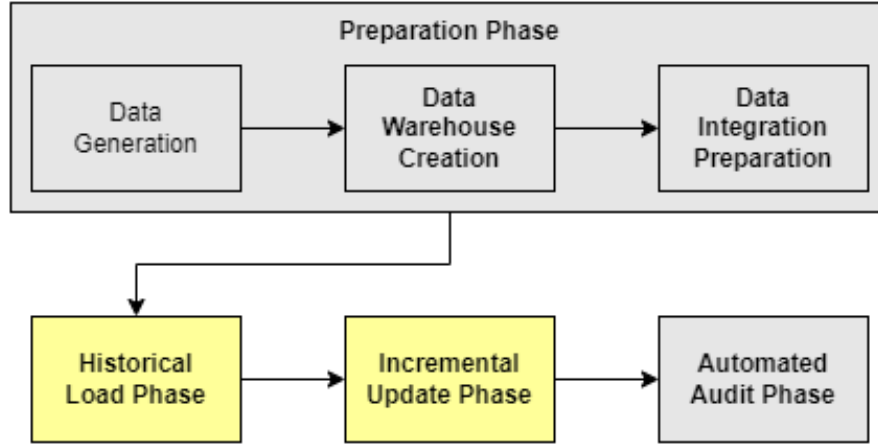 Preparation Phase
Data
Generation
Data
Warehouse
Creation
Data
Integration
Preparation
Historical
Load Phase
Incremental
Update Phase
Automated
Audit Phase